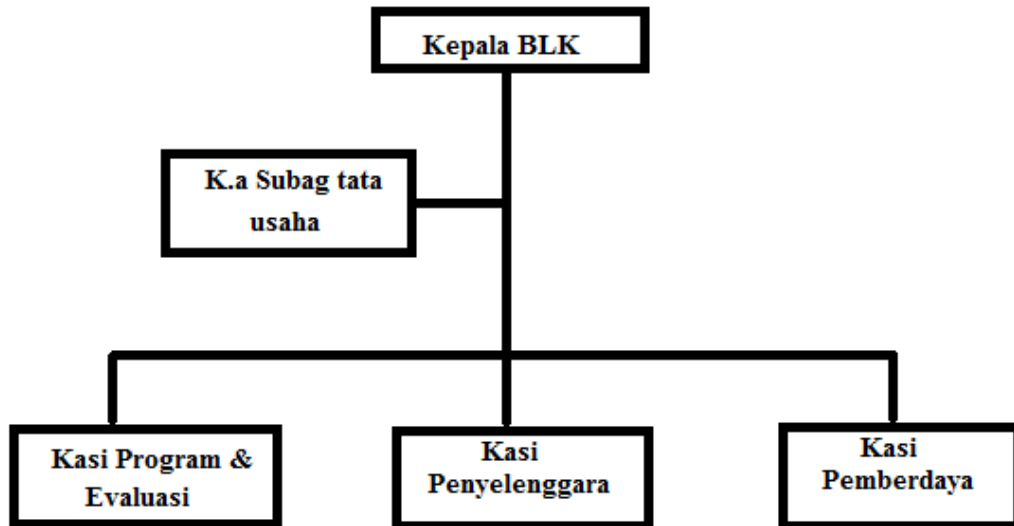 Kepala BLK
K.a Subag tata
usaha
Kasi Program &
Evaluasi
Kasi
Penyelenggara
Kasi
Pemberdaya